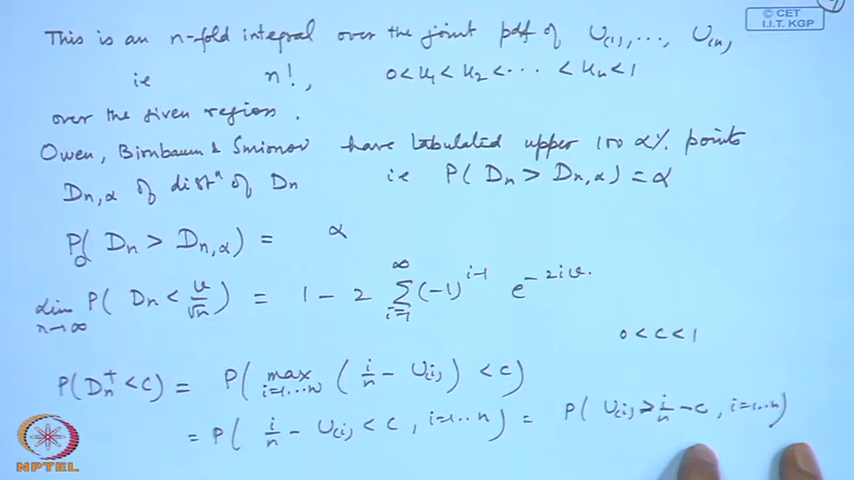 © CET
I.I.T. KGP
This is an n-fold integral over the joint pdf of U(1), ..., U(n),
ie n!, 0 < u1 < u2 < ... < un < 1
over the given region.
Owen, Birnbaum & Smirnov have tabulated upper 100 α% points
Dn,α of distⁿ of Dn ie P( Dn > Dn,α) = α
P( Dn > Dn,α) = α
lim n→∞ P( Dn < v/√n ) = 1 - 2 ∞ Σ i=1 (-1)^{i-1} e^{-2iv.}
0 < c < 1
P(Dn⁺ < c) = P( max i=1...n ( i/n - U(i) ) < c )
= P( i/n - U(i) < c , i=1...n ) = P( U(i) > i/n - c , i=1...n )
NPTEL